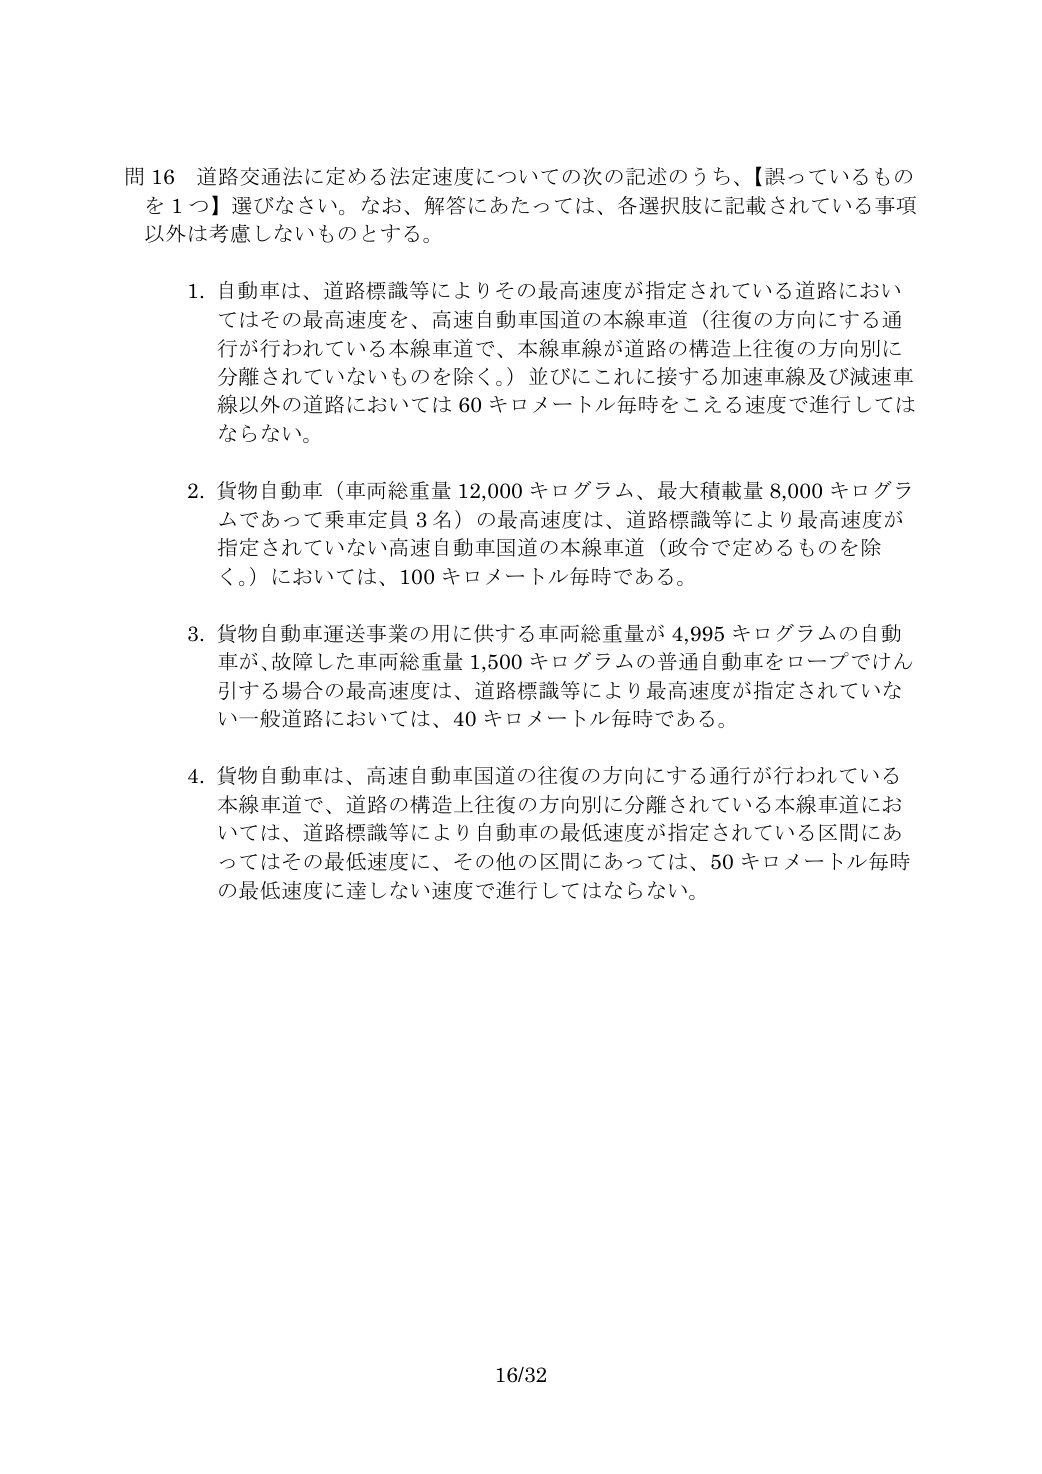 問 16　道路交通法に定める法定速度についての次の記述のうち、【誤っているもの
を 1 つ】選びなさい。なお、解答にあたっては、各選択肢に記載されている事項
以外は考慮しないものとする。
1. 自動車は、道路標識等によりその最高速度が指定されている道路におい
てはその最高速度を、高速自動車国道の本線車道（往復の方向にする通
行が行われている本線車道で、本線車線が道路の構造上往復の方向別に
分離されていないものを除く。）並びにこれに接する加速車線及び減速車
線以外の道路においては 60 キロメートル毎時をこえる速度で進行しては
ならない。
2. 貨物自動車（車両総重量 12,000 キログラム、最大積載量 8,000 キログラ
ムであって乗車定員 3 名）の最高速度は、道路標識等により最高速度が
指定されていない高速自動車国道の本線車道（政令で定めるものを除
く。）においては、100 キロメートル毎時である。
3. 貨物自動車運送事業の用に供する車両総重量が 4,995 キログラムの自動
車が、故障した車両総重量 1,500 キログラムの普通自動車をロープでけん
引する場合の最高速度は、道路標識等により最高速度が指定されていな
い一般道路においては、40 キロメートル毎時である。
4. 貨物自動車は、高速自動車国道の往復の方向にする通行が行われている
本線車道で、道路の構造上往復の方向別に分離されている本線車道にお
いては、道路標識等により自動車の最低速度が指定されている区間にあ
ってはその最低速度に、その他の区間にあっては、50 キロメートル毎時
の最低速度に達しない速度で進行してはならない。
16/32